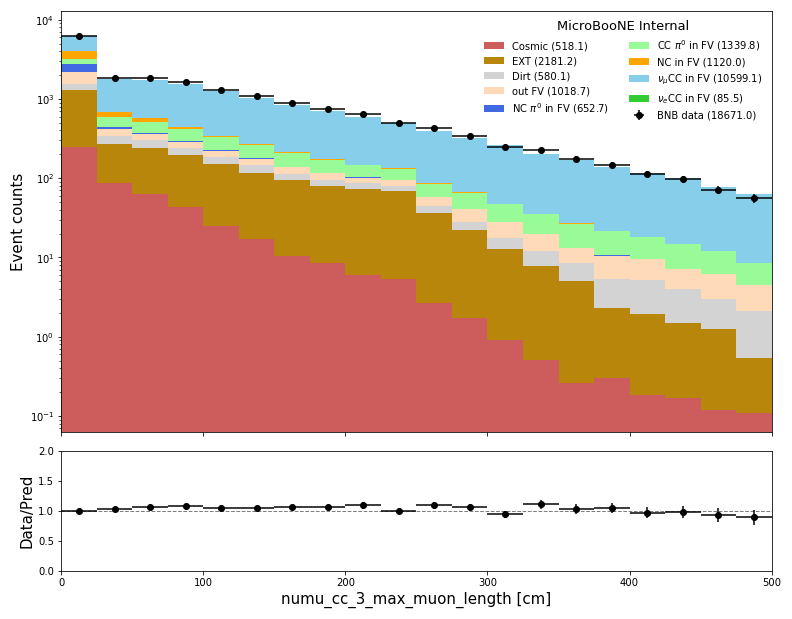 MicroBooNE Internal
Cosmic (518.1)
EXT (2181.2)
Dirt (580.1)
out FV (1018.7)
NC π⁰ in FV (652.7)
CC π⁰ in FV (1339.8)
NC in FV (1120.0)
νμCC in FV (10599.1)
νeCC in FV (85.5)
BNB data (18671.0)
Event counts
10⁴
10³
10²
10¹
10⁰
10⁻¹
Data/Pred
2.0
1.5
1.0
0.5
0.0
0 100 200 300 400 500
numu_cc_3_max_muon_length [cm]